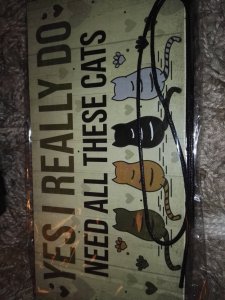 YES, I REALLY DO
NEED ALL THESE CATS